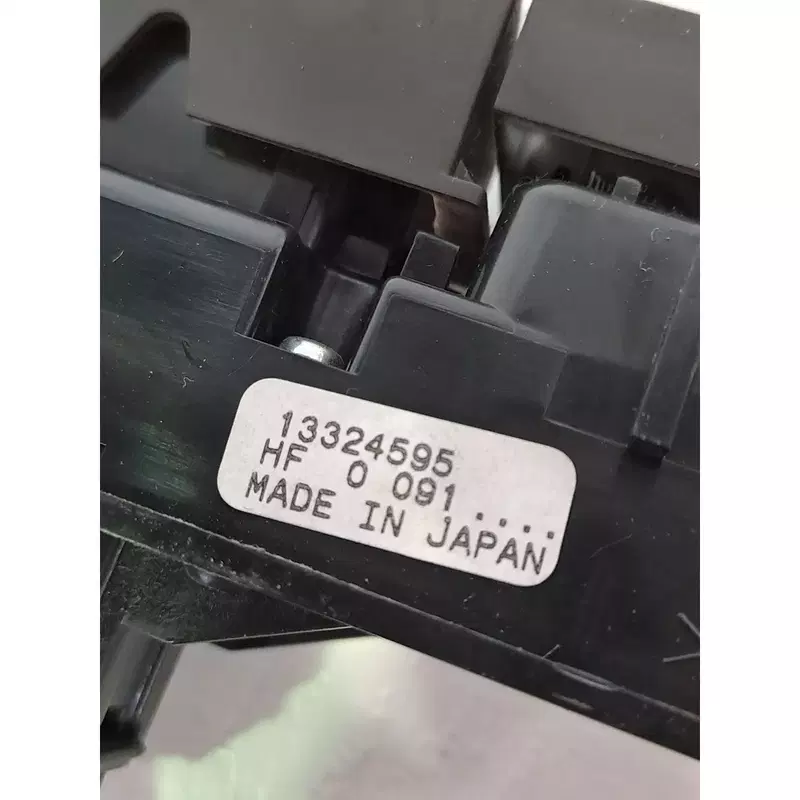 13324595
HF 0 091 ....
MADE IN JAPAN